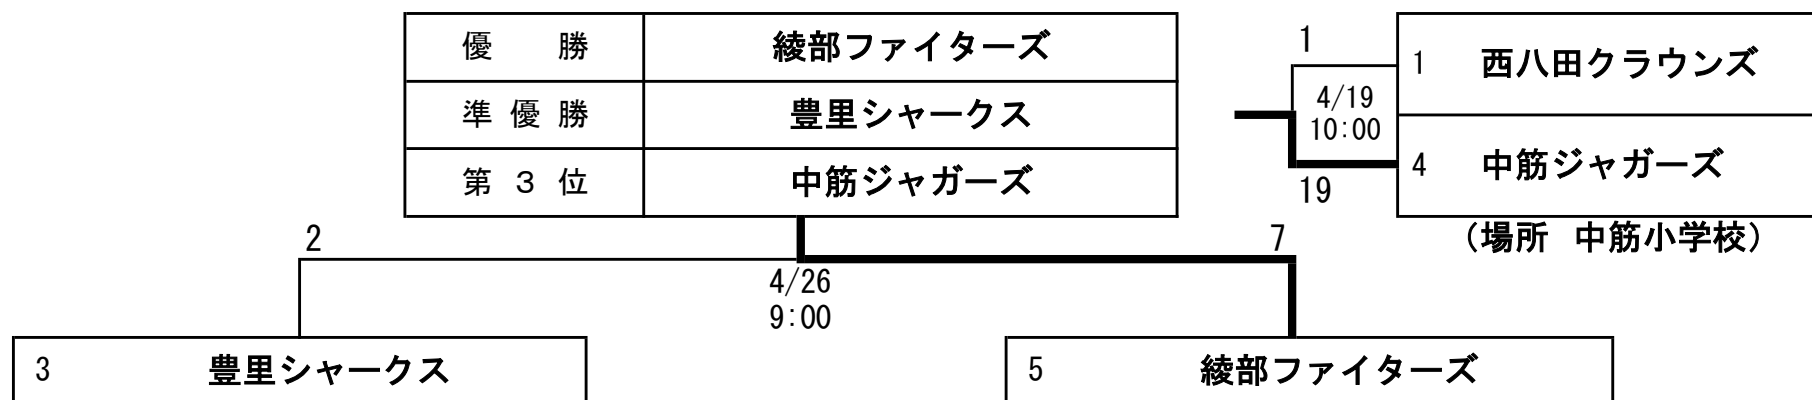 優　勝　綾部ファイターズ
準優勝　豊里シャークス
第３位　中筋ジャガーズ
1
1　西八田クラウンズ
4/19
10:00
4　中筋ジャガーズ
19
（場所　中筋小学校）
2
7
4/26
9:00
3　豊里シャークス
5　綾部ファイターズ